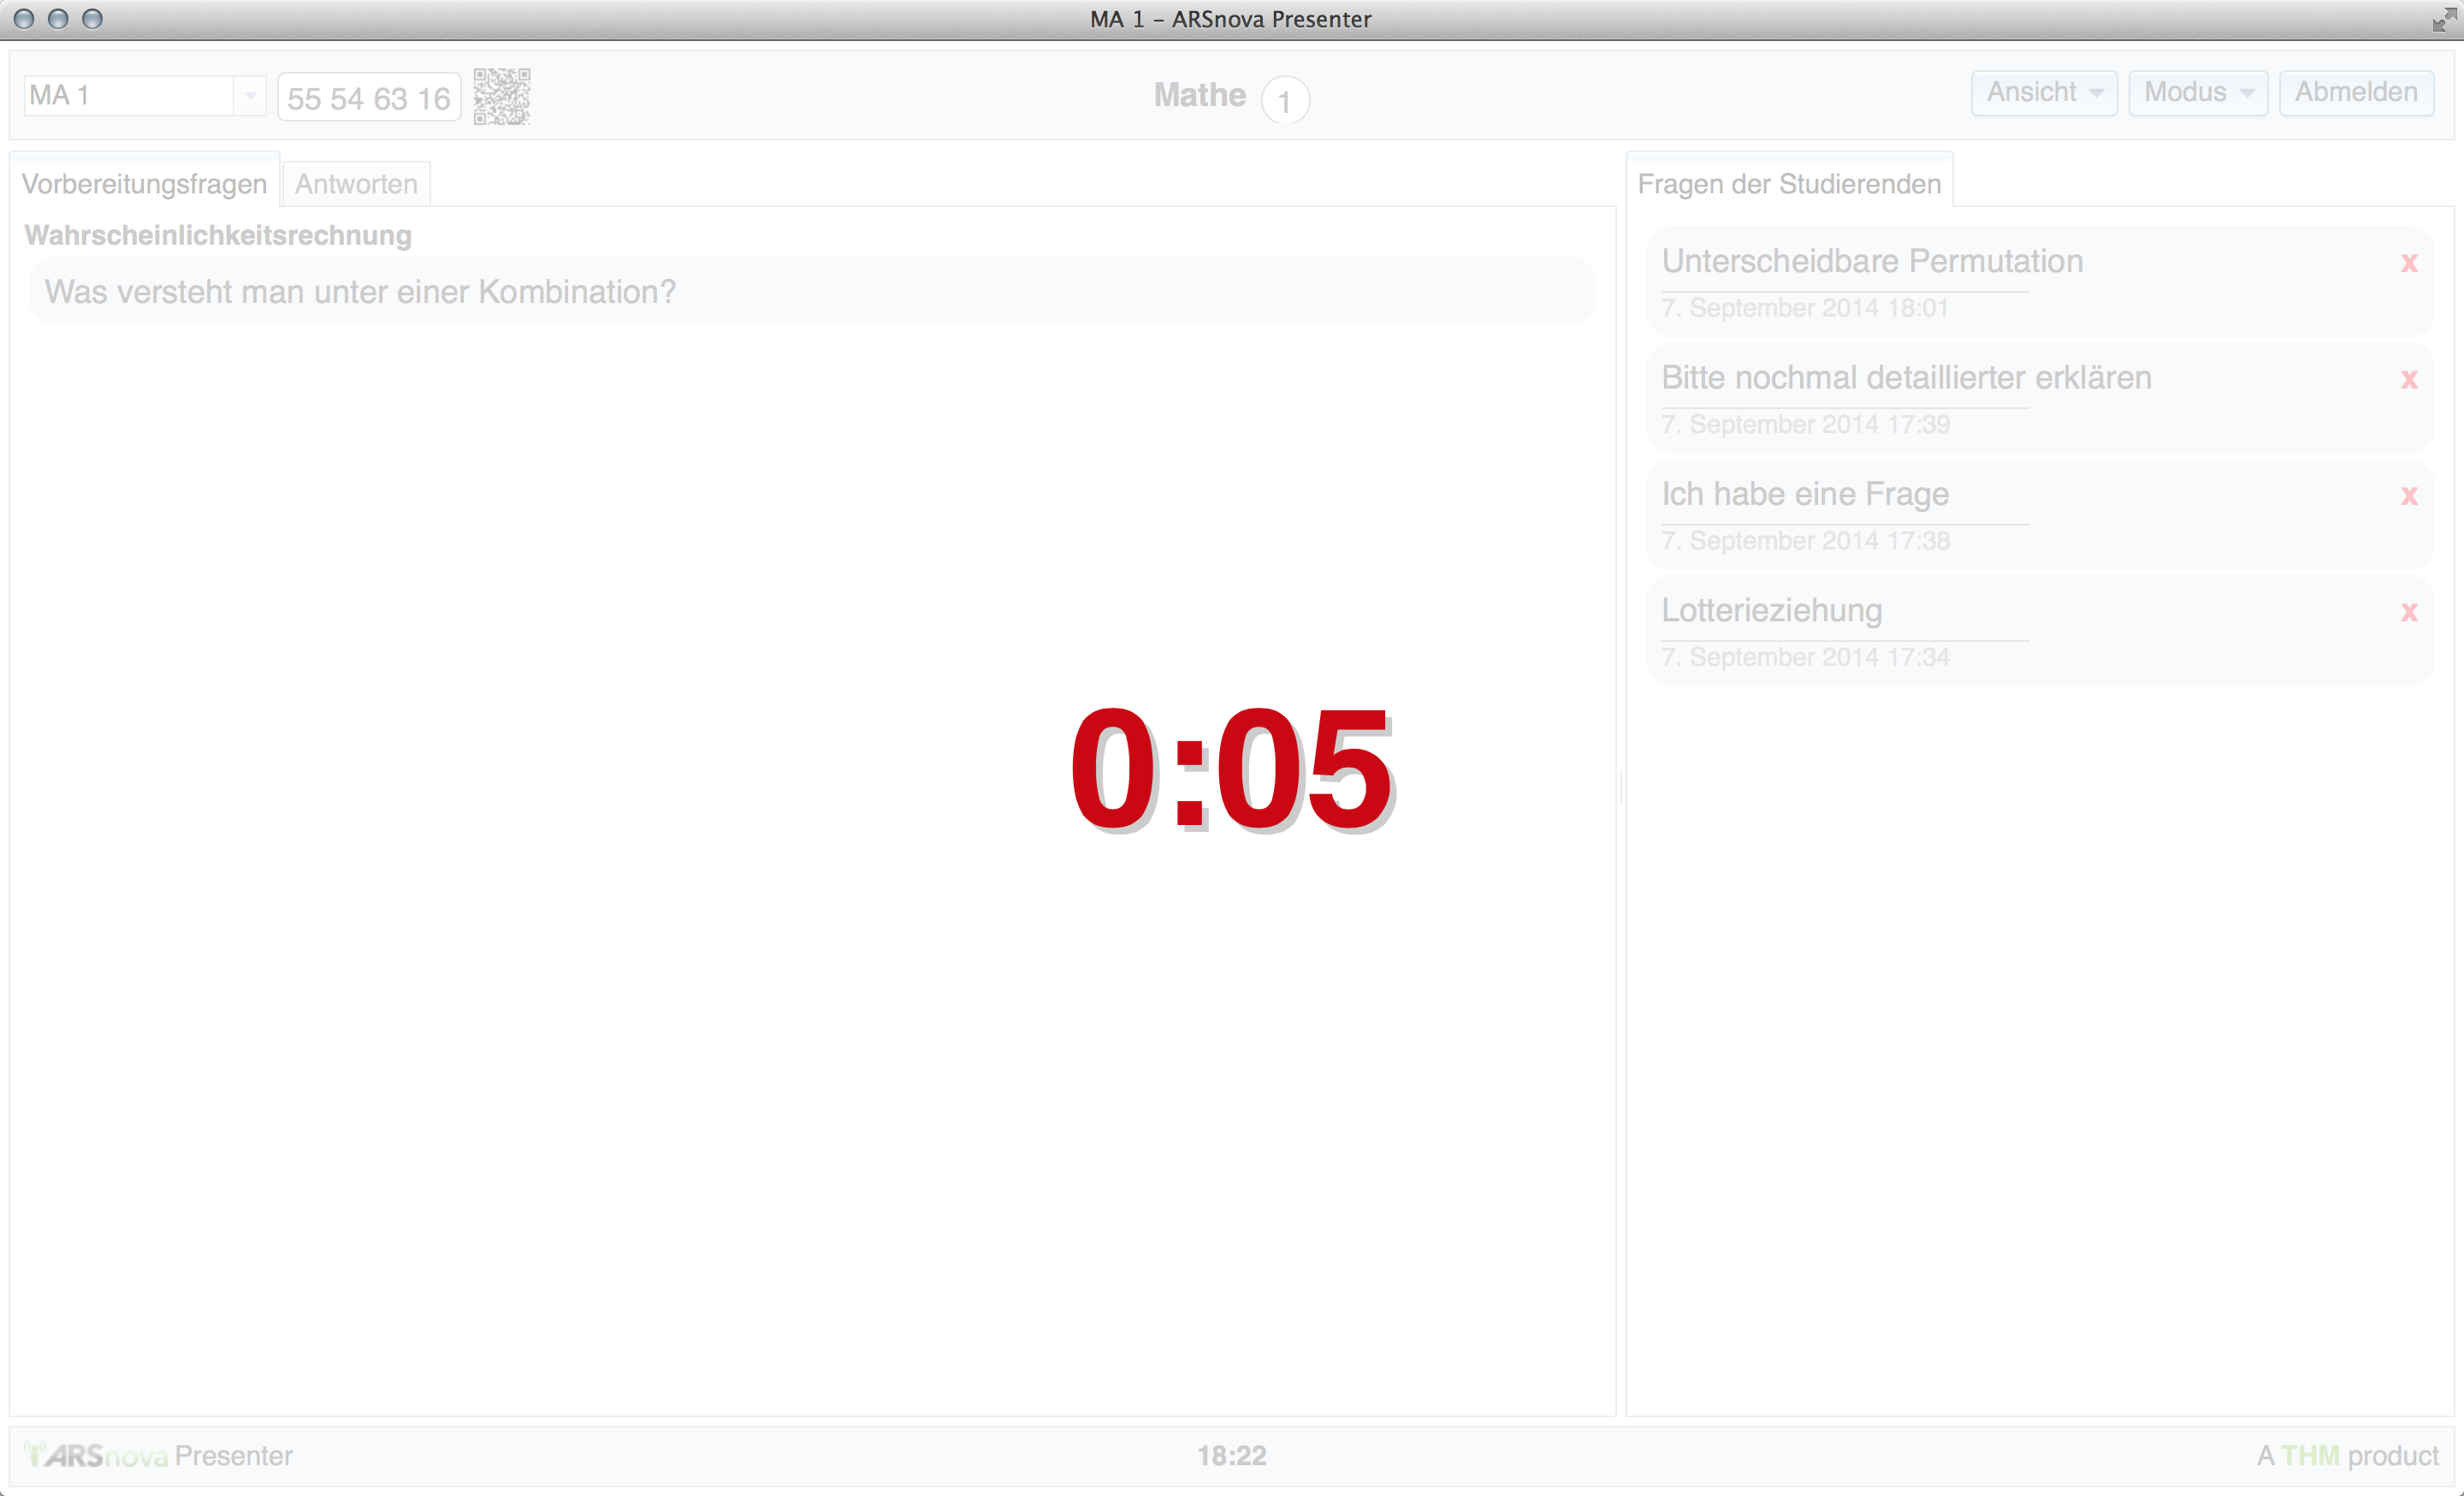 MA 1 – ARSnova Presenter
MA 1
55 54 63 16
Mathe 1
Ansicht
Modus
Abmelden
Vorbereitungsfragen
Antworten
Wahrscheinlichkeitsrechnung
Was versteht man unter einer Kombination?
Fragen der Studierenden
Unterscheidbare Permutation
x
7. September 2014 18:01
Bitte nochmal detaillierter erklären
x
7. September 2014 17:39
Ich habe eine Frage
x
7. September 2014 17:38
Lotterieziehung
x
7. September 2014 17:34
0:05
ARSnova Presenter
18:22
A THM product